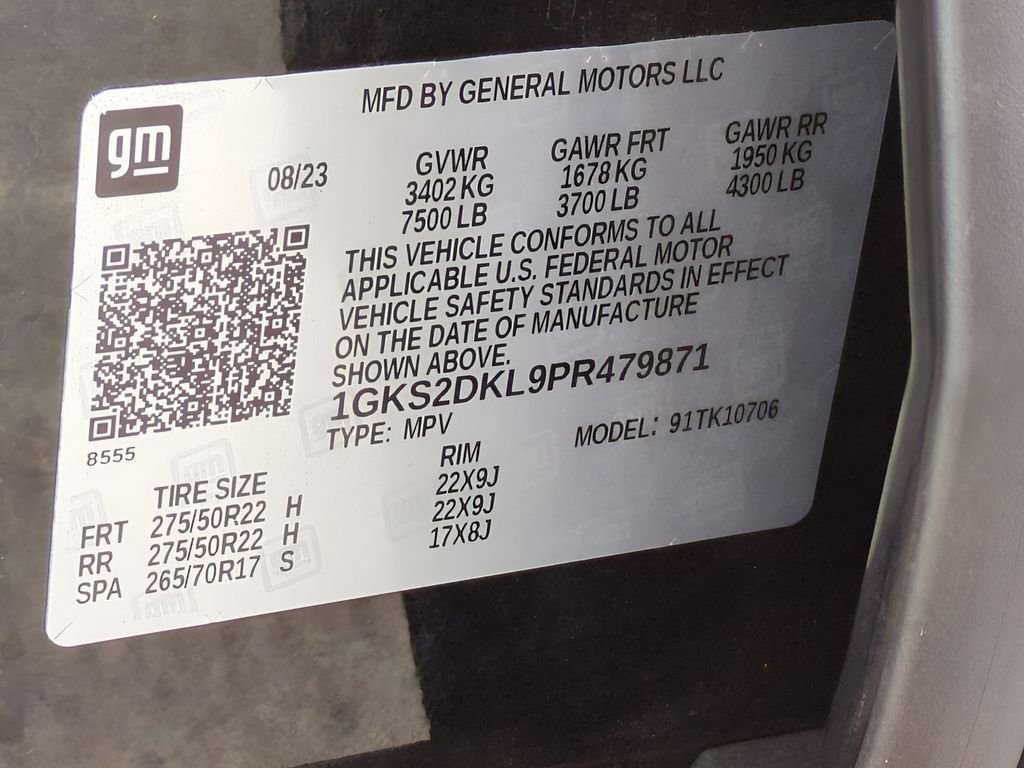 MFD BY GENERAL MOTORS LLC
gm
08/23
GVWR
3402 KG
7500 LB
GAWR FRT
1678 KG
3700 LB
GAWR RR
1950 KG
4300 LB
THIS VEHICLE CONFORMS TO ALL
APPLICABLE U.S. FEDERAL MOTOR
VEHICLE SAFETY STANDARDS IN EFFECT
ON THE DATE OF MANUFACTURE
SHOWN ABOVE.
1GKS2DKL9PR479871
TYPE: MPV
MODEL: 91TK10706
8555
TIRE SIZE RIM
FRT 275/50R22 H 22X9J
RR 275/50R22 H 22X9J
SPA 265/70R17 S 17X8J